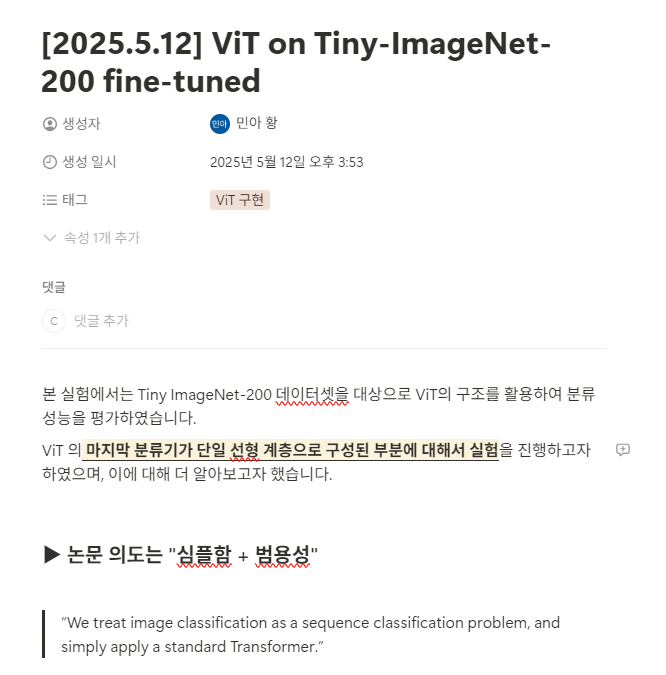 [2025.5.12] ViT on Tiny-ImageNet-
200 fine-tuned
생성자 민아 민아 황
생성 일시 2025년 5월 12일 오후 3:53
태그 ViT 구현
속성 1개 추가
댓글
C 댓글 추가
본 실험에서는 Tiny ImageNet-200 데이터셋을 대상으로 ViT의 구조를 활용하여 분류
성능을 평가하였습니다.
ViT 의 마지막 분류기가 단일 선형 계층으로 구성된 부분에 대해서 실험을 진행하고자
하였으며, 이에 대해 더 알아보고자 했습니다.
▶ 논문 의도는 "심플함 + 범용성"
“We treat image classification as a sequence classification problem, and
simply apply a standard Transformer.”